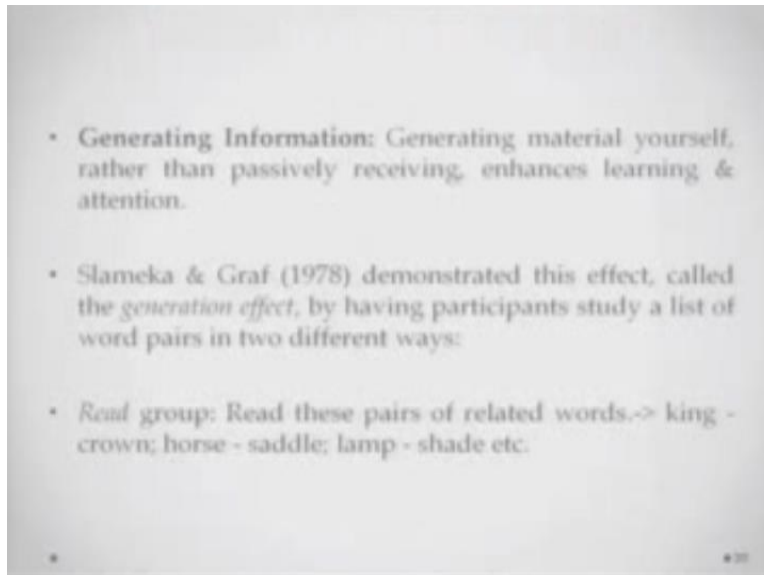 • Generating Information: Generating material yourself,
rather than passively receiving, enhances learning &
attention.
• Slameka & Graf (1978) demonstrated this effect, called
the generation effect, by having participants study a list of
word pairs in two different ways:
• Read group: Read these pairs of related words.-> king -
crown; horse - saddle; lamp - shade etc.